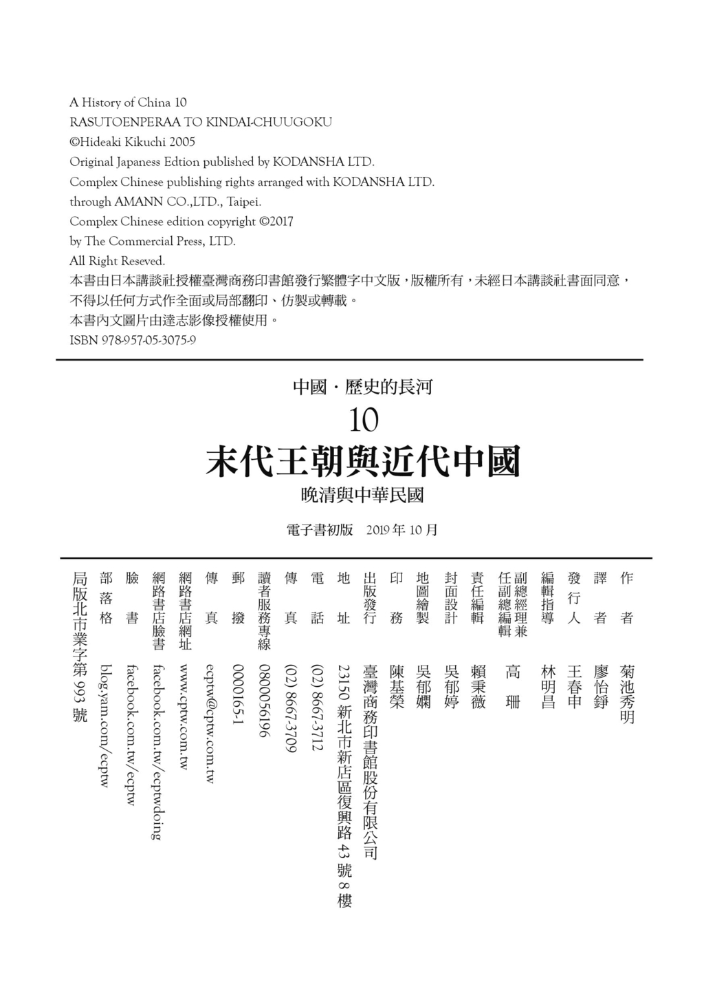 A History of China 10
RASUTOENPERAA TO KINDAI-CHUUGOKU
©Hideaki Kikuchi 2005
Original Japaness Edtion published by KODANSHA LTD.
Complex Chinese publishing rights arranged with KODANSHA LTD.
through AMANN CO.,LTD., Taipei.
Complex Chinese edition copyright ©2017
by The Commercial Press, LTD.
All Right Reseved.
本書由日本講談社授權臺灣商務印書館發行繁體字中文版，版權所有，未經日本講談社書面同意，
不得以任何方式作全面或局部翻印、仿製或轉載。
本書內文圖片由達志影像授權使用。
ISBN 978-957-05-3075-9
中國・歷史的長河
10
末代王朝與近代中國
晚清與中華民國
電子書初版 2019年10月
作者 菊池秀明
譯者 廖怡錚
發行人 王春申
編輯指導 林明昌
副總經理兼
任副總編輯 高珊
責任編輯 賴秉薇
封面設計 吳郁婷
地圖繪製 吳郁嫻
印務 陳基榮
出版發行 臺灣商務印書館股份有限公司
地址 23150 新北市新店區復興路43號8樓
電話 (02) 8667-3712
傳真 (02) 8667-3709
讀者服務專線 0800056196
郵撥 0000165-1
傳真 ecptw@cptw.com.tw
網路書店網址 www.cptw.com.tw
網路書店臉書 facebook.com.tw/ecptwdoing
臉書 facebook.com.tw/ecptw
部落格 blog.yam.com/ecptw
局版北市業字第993號